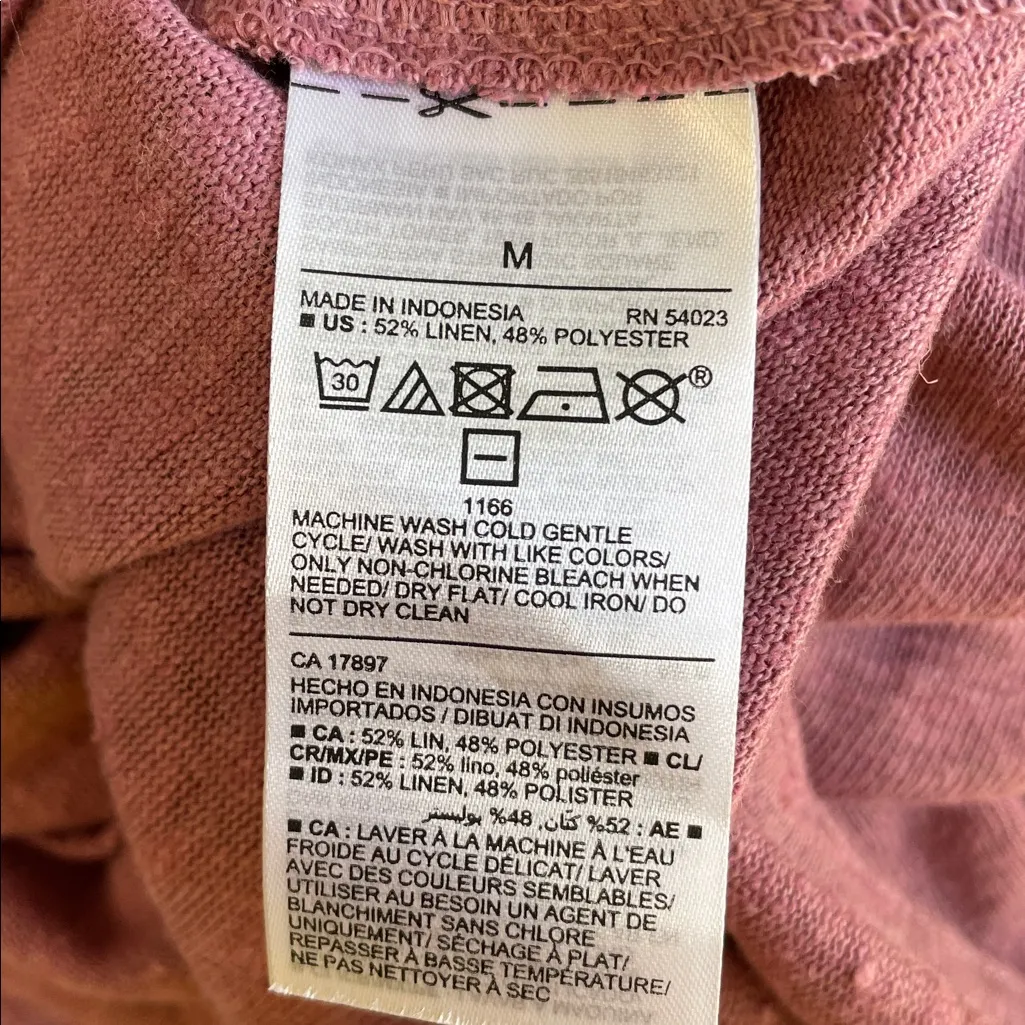 M
MADE IN INDONESIA RN 54023
■ US : 52% LINEN, 48% POLYESTER
30 ®
1166
MACHINE WASH COLD GENTLE
CYCLE/ WASH WITH LIKE COLORS/
ONLY NON-CHLORINE BLEACH WHEN
NEEDED/ DRY FLAT/ COOL IRON/ DO
NOT DRY CLEAN
CA 17897
HECHO EN INDONESIA CON INSUMOS
IMPORTADOS / DIBUAT DI INDONESIA
■ CA : 52% LIN, 48% POLYESTER ■ CL/
CR/MX/PE : 52% lino, 48% poliéster
■ ID : 52% LINEN, 48% POLISTER
■ AE : 52% كتان, 48% بوليستر
■ CA : LAVER À LA MACHINE À L'EAU
FROIDE AU CYCLE DÉLICAT/ LAVER
AVEC DES COULEURS SEMBLABLES/
UTILISER AU BESOIN UN AGENT DE
BLANCHIMENT SANS CHLORE
UNIQUEMENT/ SÉCHAGE À PLAT/
REPASSER À BASSE TEMPÉRATURE/
NE PAS NETTOYER À SEC